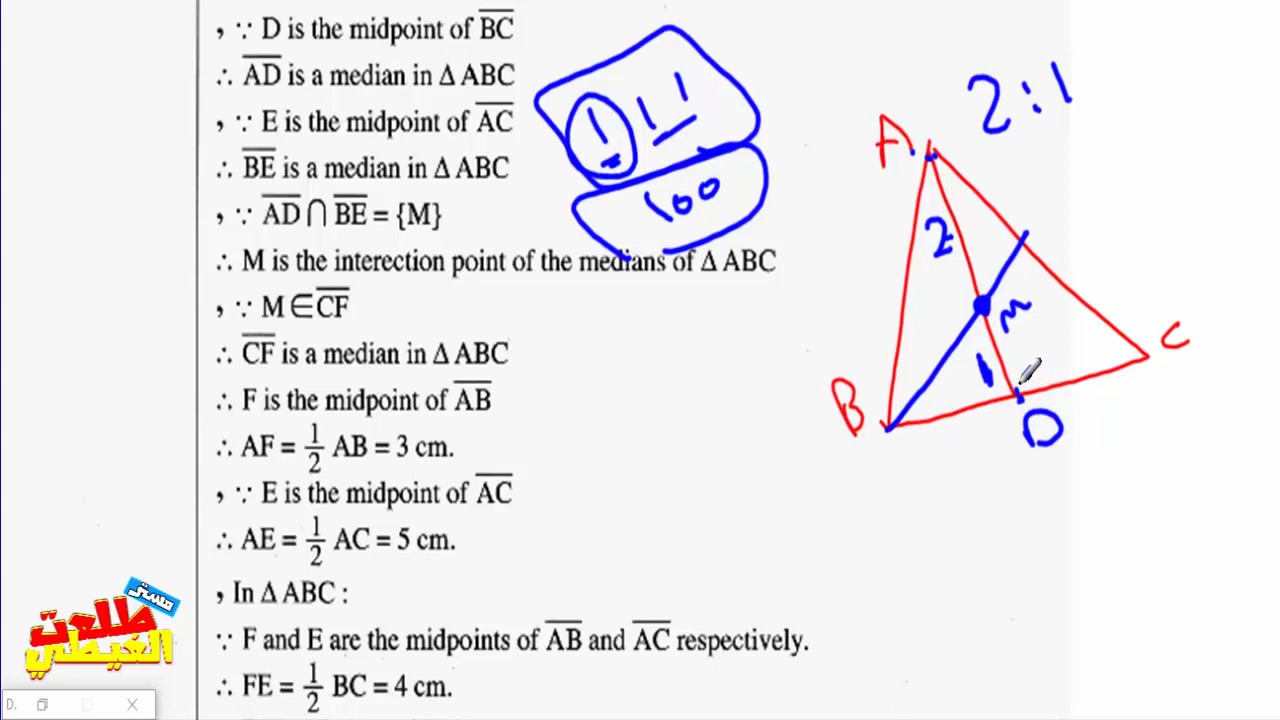 , ∵ D is the midpoint of BC
∴ AD is a median in Δ ABC
, ∵ E is the midpoint of AC
∴ BE is a median in Δ ABC
, ∵ AD ∩ BE = {M}
∴ M is the interection point of the medians of Δ ABC
, ∵ M ∈ CF
∴ CF is a median in Δ ABC
∴ F is the midpoint of AB
∴ AF = 1/2 AB = 3 cm.
, ∵ E is the midpoint of AC
∴ AE = 1/2 AC = 5 cm.
, In Δ ABC :
∵ F and E are the midpoints of AB and AC respectively.
∴ FE = 1/2 BC = 4 cm.
1 1 1
100
2:1
A
2
M
C
1
B
D
مستر
طلعت
الغيطي
D.